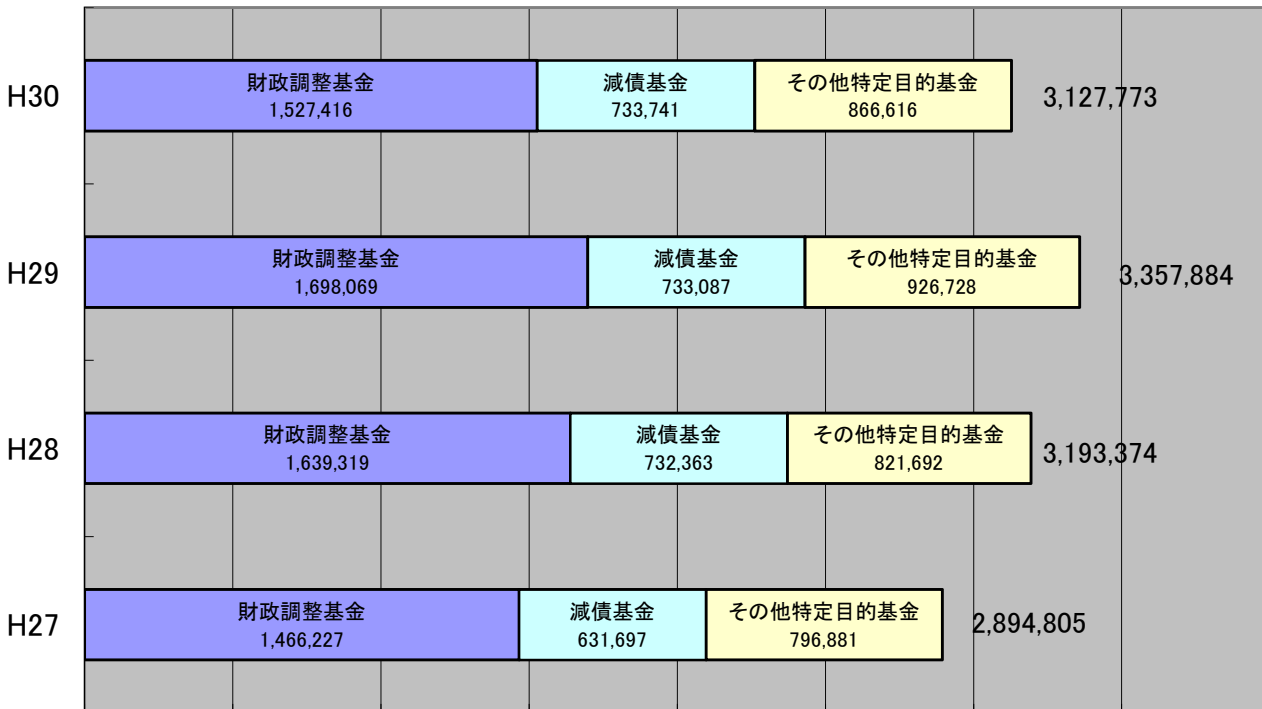 H30
財政調整基金
1,527,416
減債基金
733,741
その他特定目的基金
866,616
3,127,773
H29
財政調整基金
1,698,069
減債基金
733,087
その他特定目的基金
926,728
3,357,884
H28
財政調整基金
1,639,319
減債基金
732,363
その他特定目的基金
821,692
3,193,374
H27
財政調整基金
1,466,227
減債基金
631,697
その他特定目的基金
796,881
2,894,805